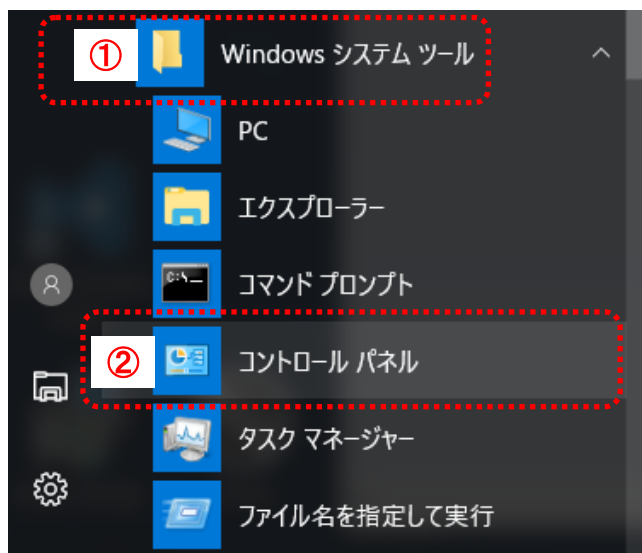 ① Windows システム ツール
PC
エクスプローラー
C:\_
コマンド プロンプト
② コントロール パネル
タスク マネージャー
ファイル名を指定して実行